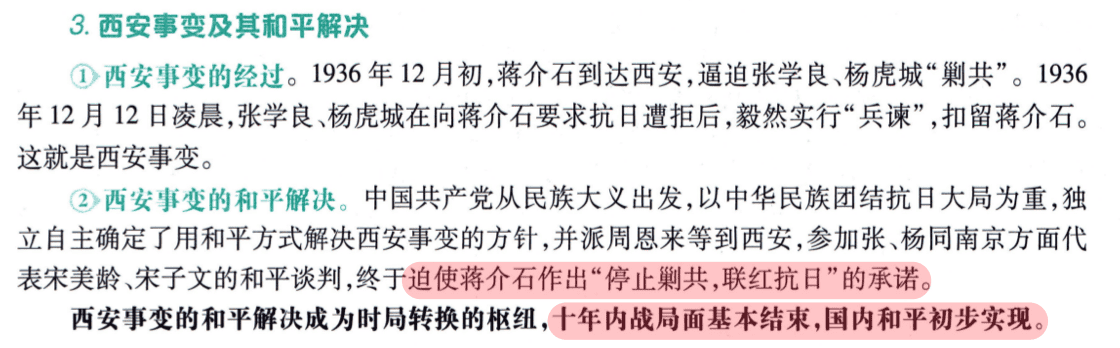 3. 西安事变及其和平解决
①西安事变的经过。1936 年 12 月初,蒋介石到达西安,逼迫张学良、杨虎城“剿共”。1936
年 12 月 12 日凌晨,张学良、杨虎城在向蒋介石要求抗日遭拒后,毅然实行“兵谏”,扣留蒋介石。
这就是西安事变。
②西安事变的和平解决。中国共产党从民族大义出发,以中华民族团结抗日大局为重,独
立自主确定了用和平方式解决西安事变的方针,并派周恩来等到西安,参加张、杨同南京方面代
表宋美龄、宋子文的和平谈判,终于迫使蒋介石作出“停止剿共,联红抗日”的承诺。
西安事变的和平解决成为时局转换的枢纽,十年内战局面基本结束,国内和平初步实现。